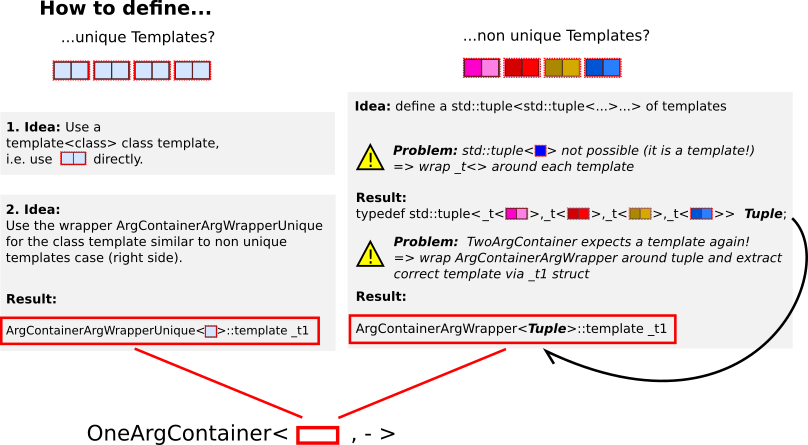 How to define...
...unique Templates?
1. Idea: Use a
template<class> class template,
i.e. use directly.
2. Idea:
Use the wrapper ArgContainerArgWrapperUnique
for the class template similar to non unique
templates case (right side).
Result:
ArgContainerArgWrapperUnique< >::template _t1
...non unique Templates?
Idea: define a std::tuple<std::tuple<...>...> of templates
Problem: std::tuple< > not possible (it is a template!)
=> wrap _t<> around each template
Result:
typedef std::tuple<_t< >,_t< >,_t< >,_t< >> Tuple;
Problem: TwoArgContainer expects a template again!
=> wrap ArgContainerArgWrapper around tuple and extract
correct template via _t1 struct
Result:
ArgContainerArgWrapper<Tuple>::template _t1
OneArgContainer< , - >